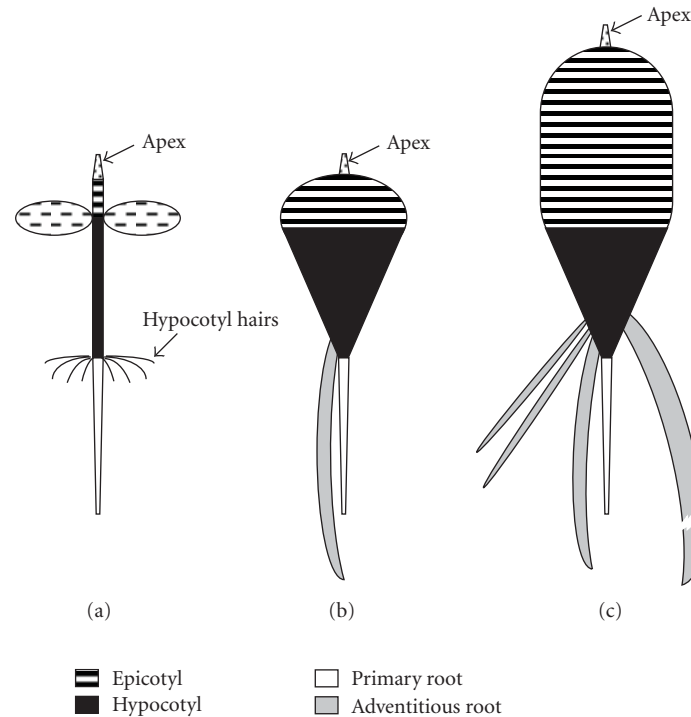 Apex
Apex
Apex
Hypocotyl hairs
(a)
(b)
(c)
Epicotyl
Hypocotyl
Primary root
Adventitious root